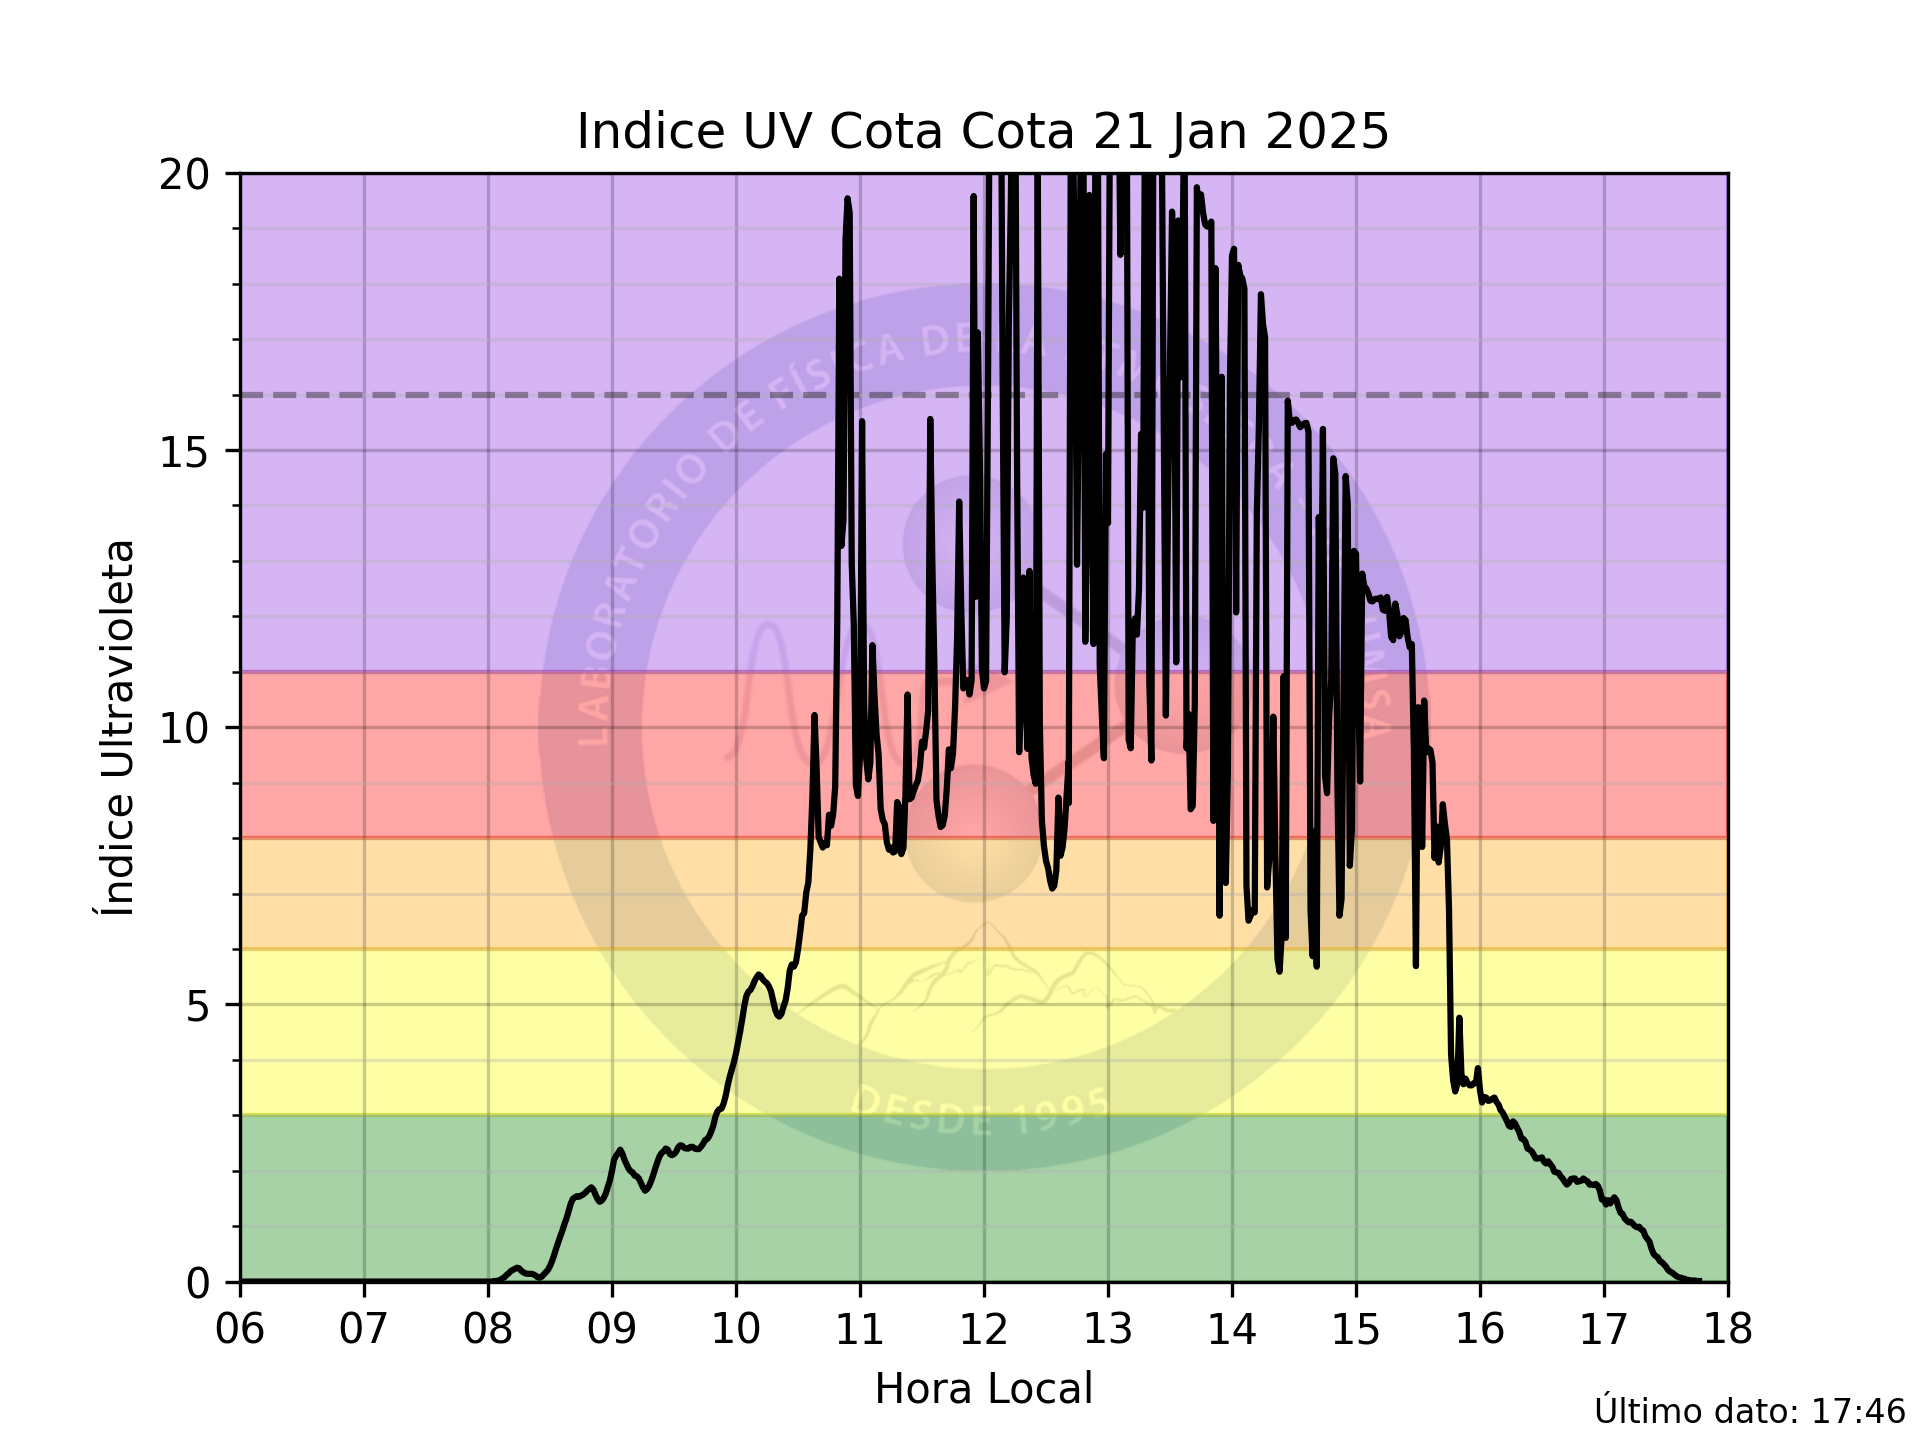 Indice UV Cota Cota 21 Jan 2025
20
15
10
5
0
Índice Ultravioleta
LABORATORIO DE FÍSICA DE LA
UMSA
DESDE 1995
06 07 08 09 10 11 12 13 14 15 16 17 18
Hora Local
Último dato: 17:46